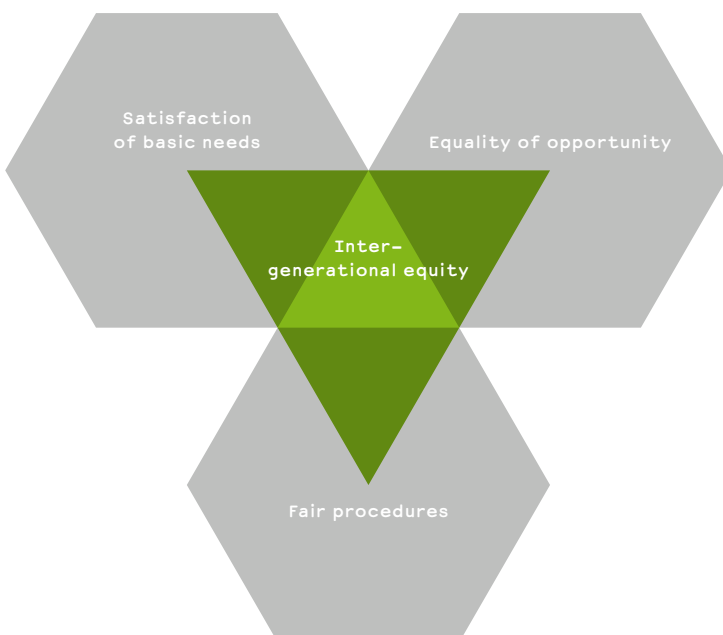 Satisfaction
of basic needs
Equality of opportunity
Inter-
generational equity
Fair procedures